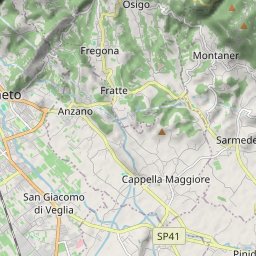 Osigo
Fregona
Montaner
Fratte
neto
Anzano
Sarmede
Cappella Maggiore
San Giacomo
di Veglia
SP41
Pinid